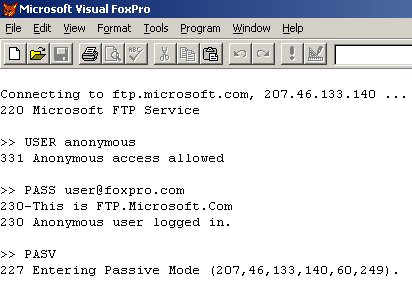 Microsoft Visual FoxPro
File Edit View Format Tools Program Window Help
Connecting to ftp.microsoft.com, 207.46.133.140 ...
220 Microsoft FTP Service
>> USER anonymous
331 Anonymous access allowed
>> PASS user@foxpro.com
230-This is FTP.Microsoft.Com
230 Anonymous user logged in.
>> PASV
227 Entering Passive Mode (207,46,133,140,60,249).